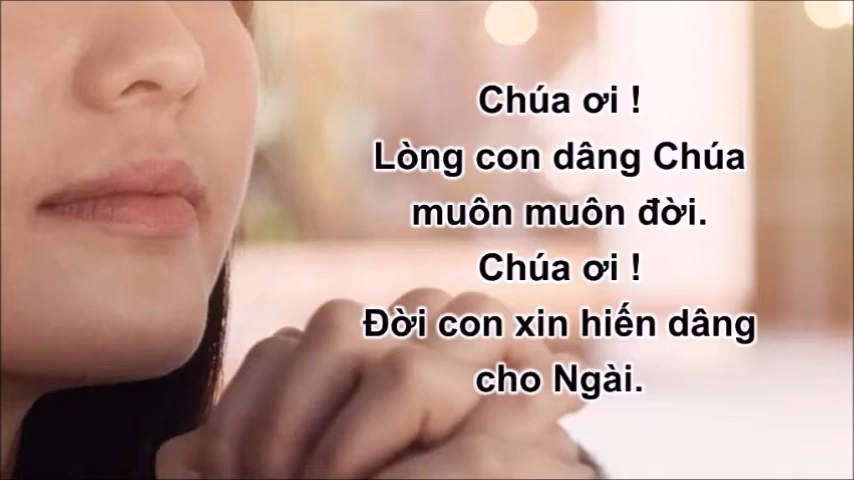 Chúa ơi !
Lòng con dâng Chúa
muôn muôn đời.
Chúa ơi !
Đời con xin hiến dâng
cho Ngài.